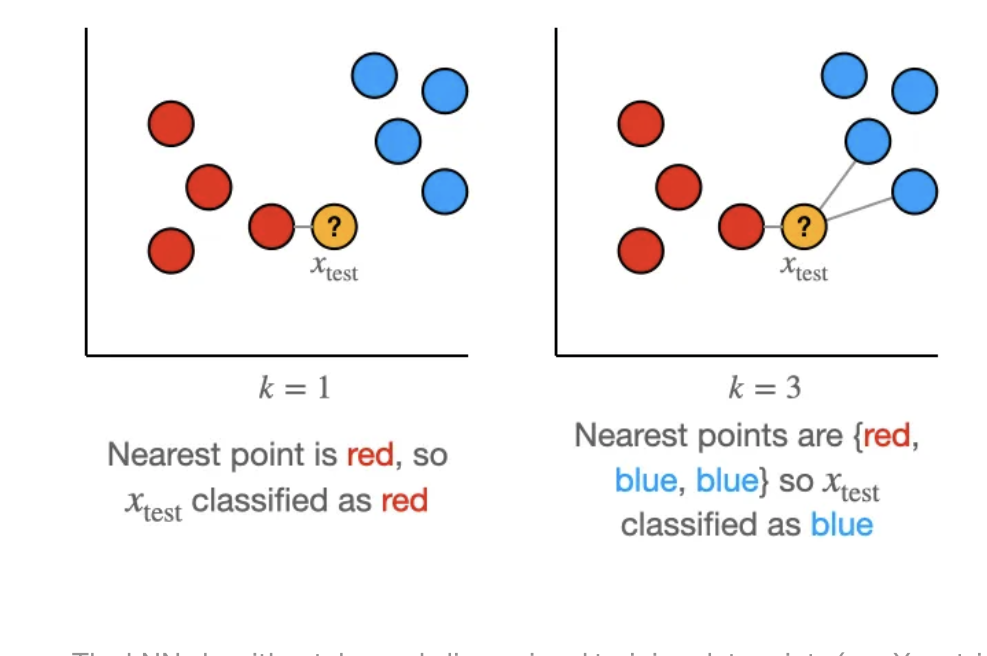 ?
x_test
k = 1
Nearest point is red, so
x_test classified as red
?
x_test
k = 3
Nearest points are {red,
blue, blue} so x_test
classified as blue